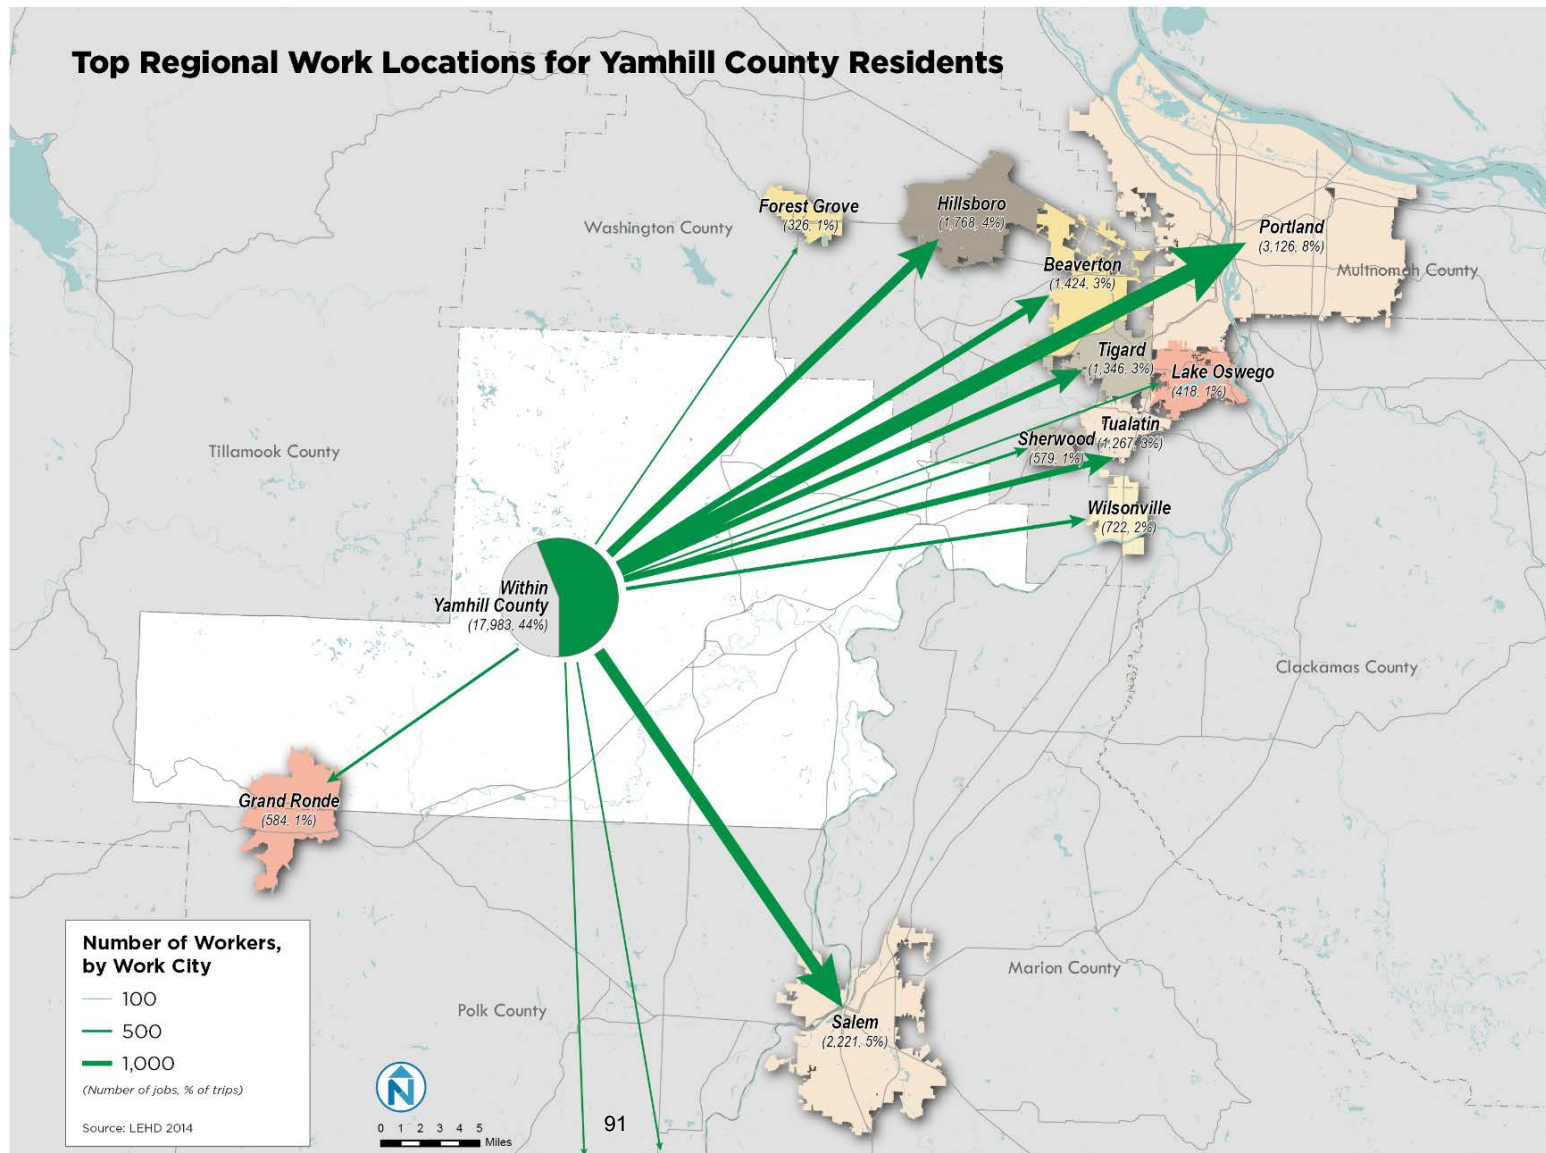 Top Regional Work Locations for Yamhill County Residents
Forest Grove
(326, 1%)
Hillsboro
(1,768, 4%)
Washington County
Portland
(3,126, 8%)
Beaverton
(1,424, 3%)
Multnomah County
Tigard
(1,346, 3%)
Lake Oswego
(418, 1%)
Tualatin
(1,267, 3%)
Sherwood
(579, 1%)
Tillamook County
Wilsonville
(722, 2%)
Within
Yamhill County
(17,983, 44%)
Clackamas County
Grand Ronde
(584, 1%)
Number of Workers,
by Work City
100
500
1,000
(Number of jobs, % of trips)
Source: LEHD 2014
Polk County
Marion County
Salem
(2,221, 5%)
N
0 1 2 3 4 5
Miles
91